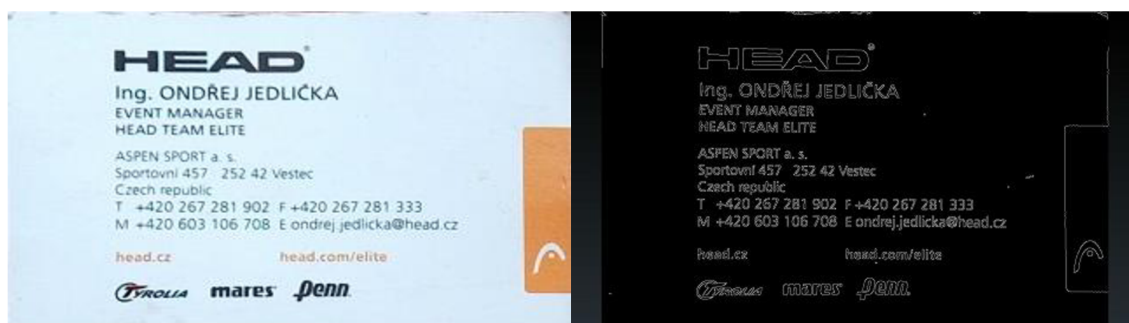 HEAD®
Ing. ONDŘEJ JEDLIČKA
EVENT MANAGER
HEAD TEAM ELITE
ASPEN SPORT a. s.
Sportovní 457 252 42 Vestec
Czech republic
T +420 267 281 902 F +420 267 281 333
M +420 603 106 708 E ondrej.jedlicka@head.cz
head.cz head.com/elite
TYROLIA mares Penn.
HEAD®
Ing. ONDŘEJ JEDLIČKA
EVENT MANAGER
HEAD TEAM ELITE
ASPEN SPORT a. s.
Sportovní 457 252 42 Vestec
Czech republic
T +420 267 281 902 F +420 267 281 333
M +420 603 106 708 E ondrej.jedlicka@head.cz
head.cz head.com/elite
TYROLIA mares Penn.